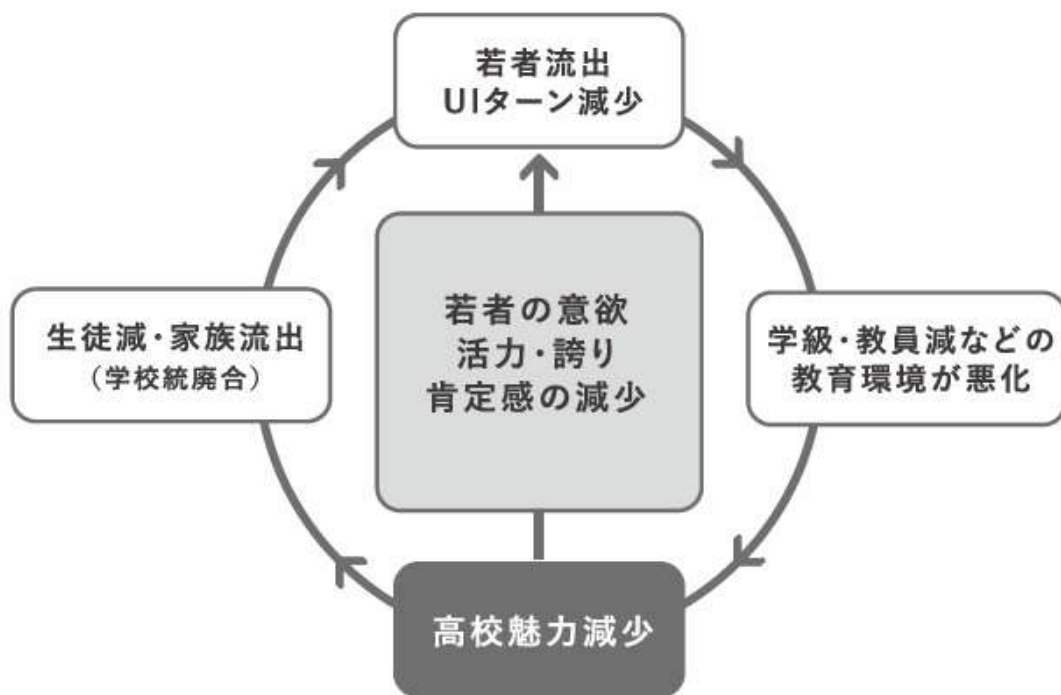 若者流出
UIターン減少
生徒減・家族流出
（学校統廃合）
若者の意欲
活力・誇り
肯定感の減少
学級・教員減などの
教育環境が悪化
高校魅力減少